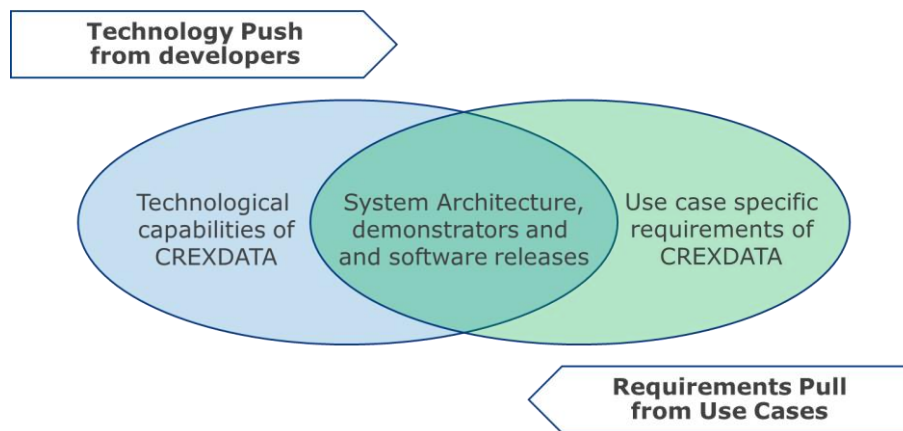 Technology Push
from developers
Technological
capabilities of
CREXDATA
System Architecture,
demonstrators and
and software releases
Use case specific
requirements of
CREXDATA
Requirements Pull
from Use Cases